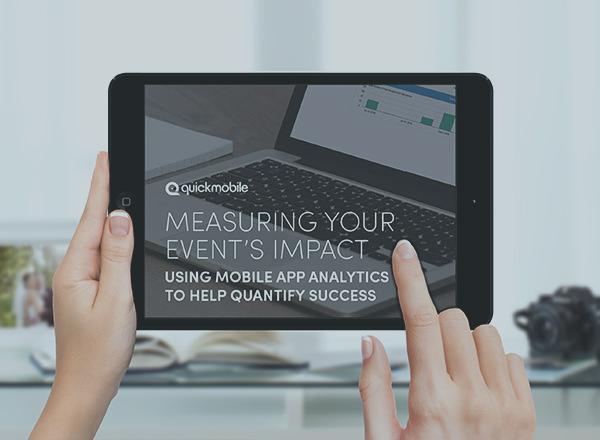 quickmobile
MEASURING YOUR
EVENT'S IMPACT
USING MOBILE APP ANALYTICS
TO HELP QUANTIFY SUCCESS